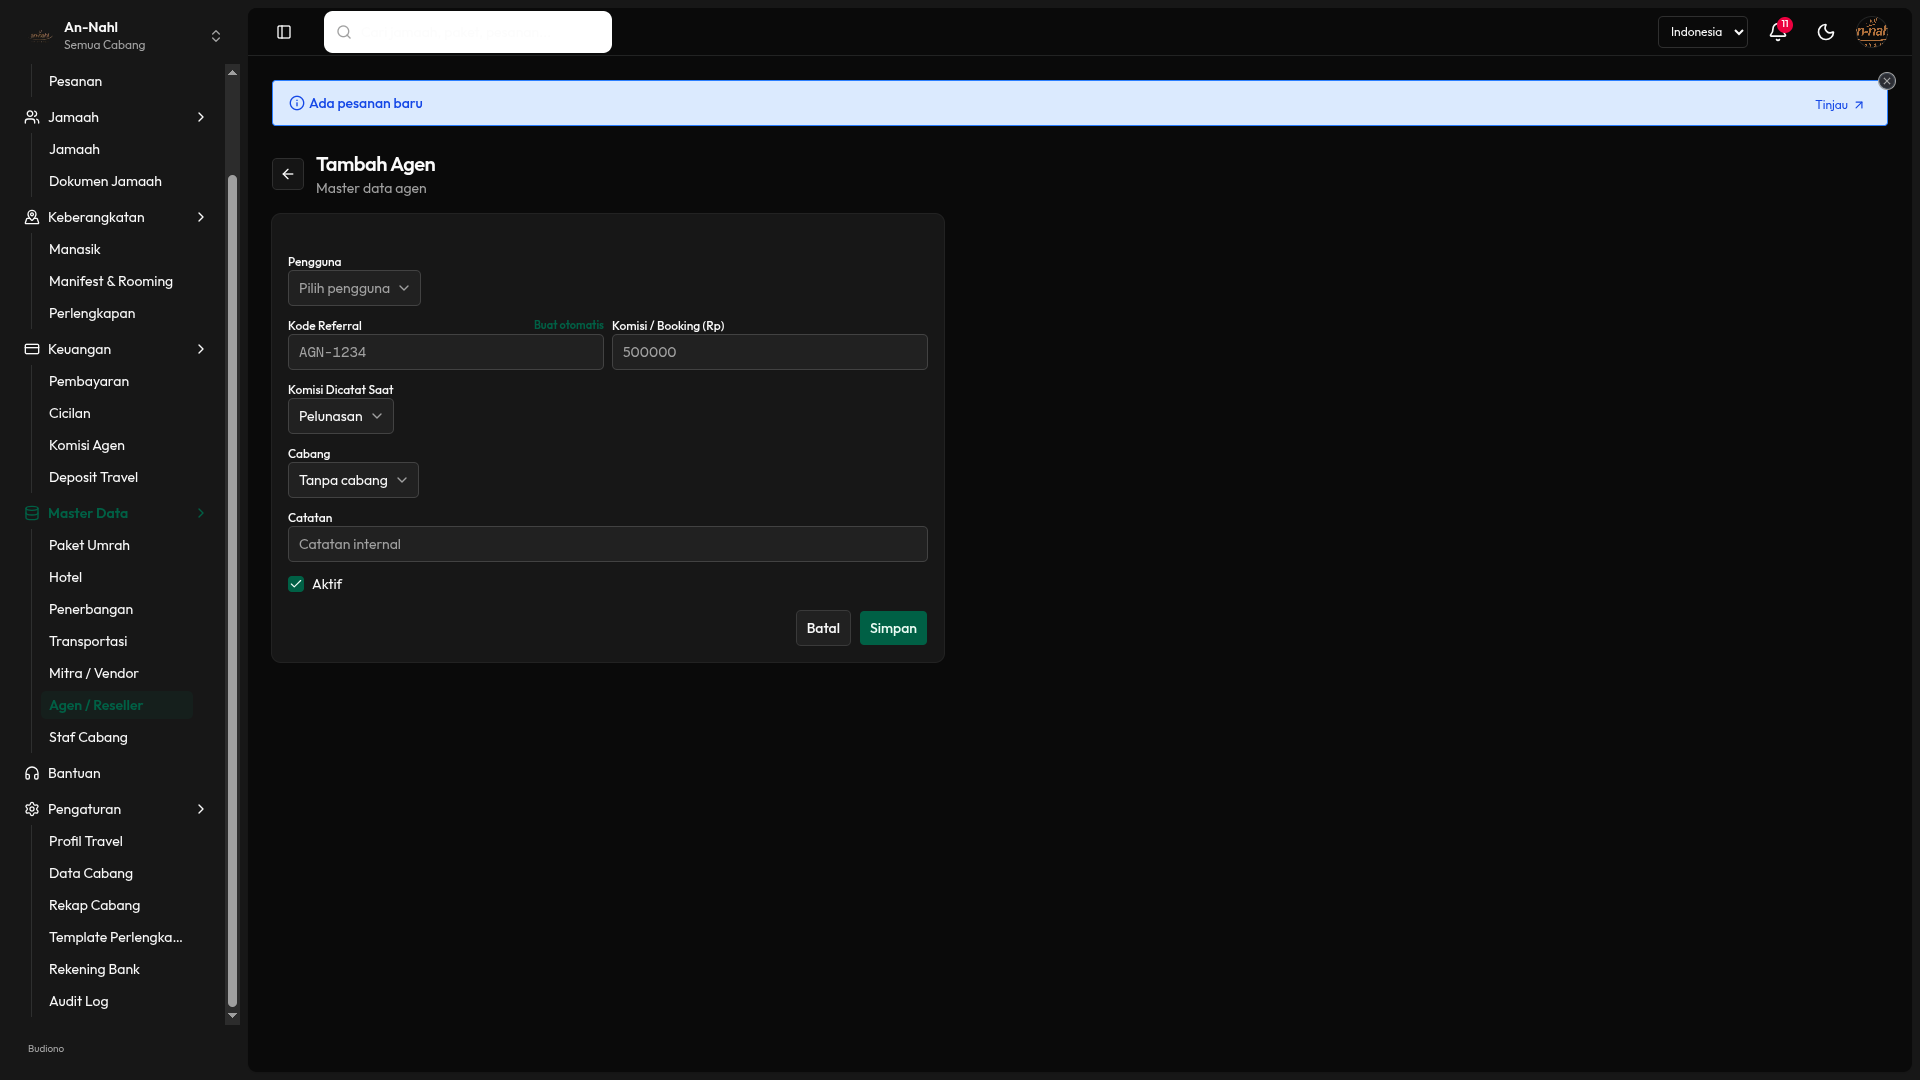 An-Nahl
Semua Cabang
Pesanan
Jamaah
Jamaah
Dokumen Jamaah
Keberangkatan
Manasik
Manifest & Rooming
Perlengkapan
Keuangan
Pembayaran
Cicilan
Komisi Agen
Deposit Travel
Master Data
Paket Umrah
Hotel
Penerbangan
Transportasi
Mitra / Vendor
Agen / Reseller
Staf Cabang
Bantuan
Pengaturan
Profil Travel
Data Cabang
Rekap Cabang
Template Perlengka...
Rekening Bank
Audit Log
Budiono
Indonesia
11
Ada pesanan baru
Tinjau
Tambah Agen
Master data agen
Pengguna
Pilih pengguna
Kode Referral
Buat otomatis
Komisi / Booking (Rp)
AGN-1234
500000
Komisi Dicatat Saat
Pelunasan
Cabang
Tanpa cabang
Catatan
Catatan internal
Aktif
Batal
Simpan